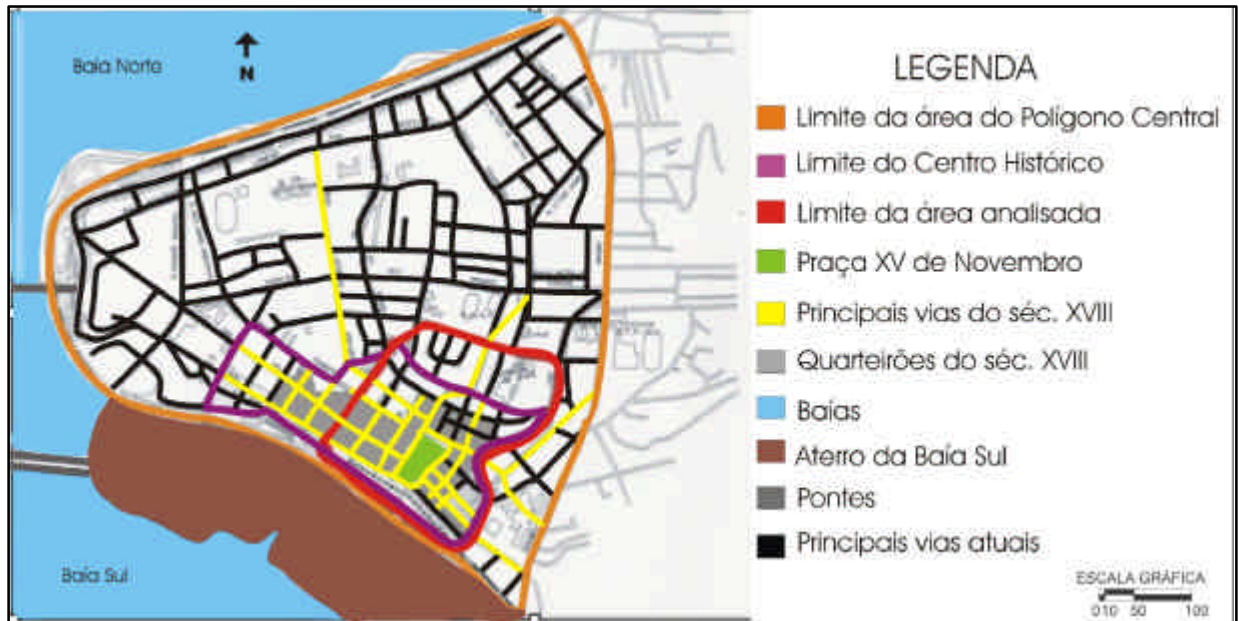 Baía Norte
N
Baía Sul
LEGENDA
Limite da área do Polígono Central
Limite do Centro Histórico
Limite da área analisada
Praça XV de Novembro
Principais vias do séc. XVIII
Quarteirões do séc. XVIII
Baías
Aterro da Baía Sul
Pontes
Principais vias atuais
ESCALA GRÁFICA
0 10 50 100